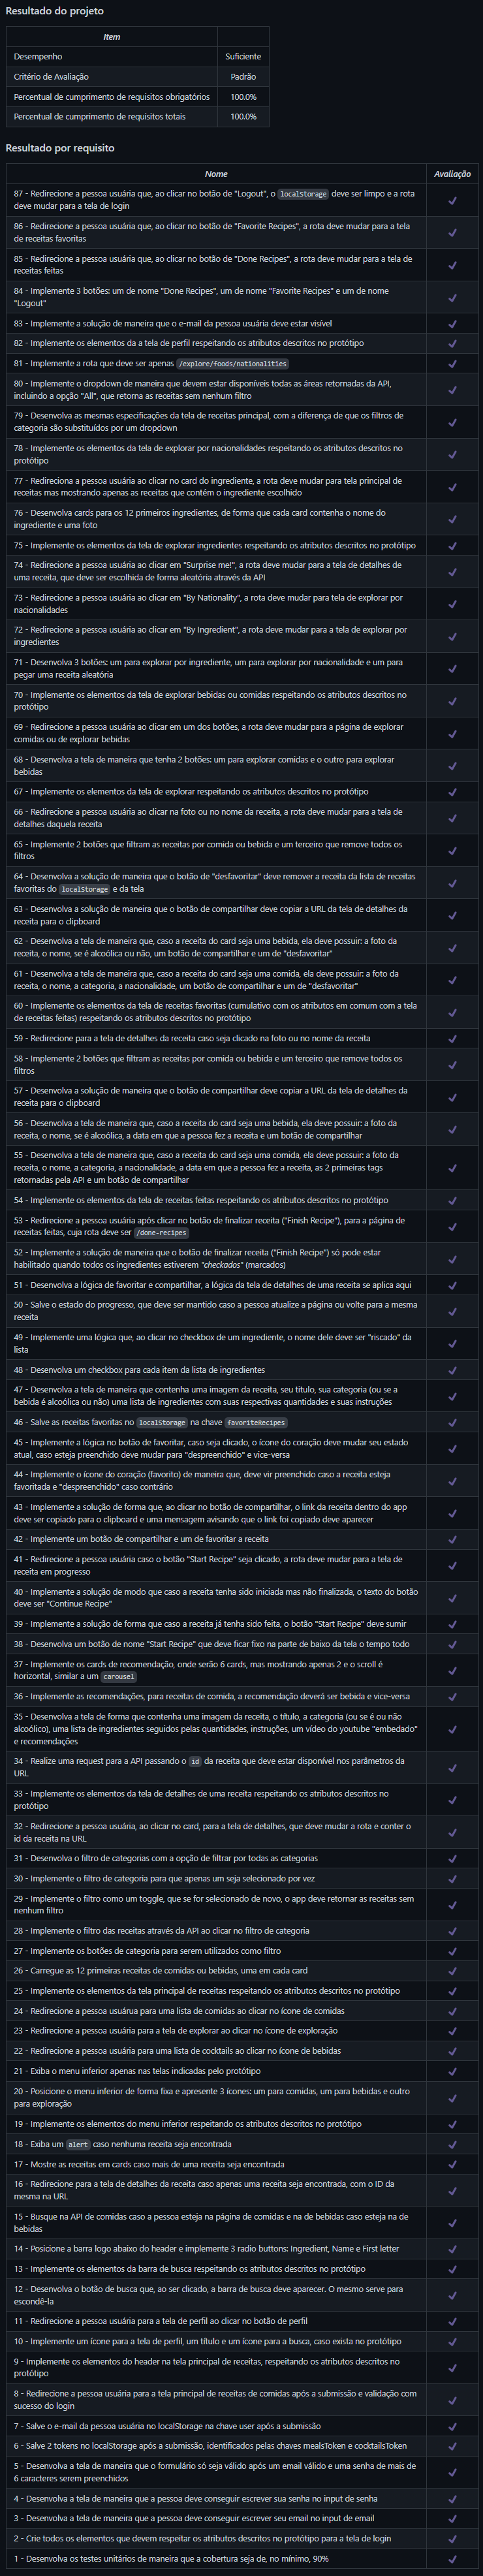 Resultado do projeto
Item
Desempenho Suficiente
Critério de Avaliação Padrão
Percentual de cumprimento de requisitos obrigatórios 100.0%
Percentual de cumprimento de requisitos totais 100.0%
Resultado por requisito
Nome Avaliação
87 - Redirecione a pessoa usuária que, ao clicar no botão de "Logout", o localStorage deve ser limpo e a rota
deve mudar para a tela de login ✔
86 - Redirecione a pessoa usuária que, ao clicar no botão de "Favorite Recipes", a rota deve mudar para a tela
de receitas favoritas ✔
85 - Redirecione a pessoa usuária que, ao clicar no botão de "Done Recipes", a rota deve mudar para a tela de
receitas feitas ✔
84 - Implemente 3 botões: um de nome "Done Recipes", um de nome "Favorite Recipes" e um de nome
"Logout" ✔
83 - Implemente a solução de maneira que o e-mail da pessoa usuária deve estar visível ✔
82 - Implemente os elementos da a tela de perfil respeitando os atributos descritos no protótipo ✔
81 - Implemente a rota que deve ser apenas /explore/foods/nationalities ✔
80 - Implemente o dropdown de maneira que devem estar disponíveis todas as áreas retornadas da API,
incluindo a opção "All", que retorna as receitas sem nenhum filtro ✔
79 - Desenvolva as mesmas especificações da tela de receitas principal, com a diferença de que os filtros de
categoria são substituídos por um dropdown ✔
78 - Implemente os elementos da tela de explorar por nacionalidades respeitando os atributos descritos no
protótipo ✔
77 - Redirecione a pessoa usuária ao clicar no card do ingrediente, a rota deve mudar para tela principal de
receitas mas mostrando apenas as receitas que contém o ingrediente escolhido ✔
76 - Desenvolva cards para os 12 primeiros ingredientes, de forma que cada card contenha o nome do
ingrediente e uma foto ✔
75 - Implemente os elementos da tela de explorar ingredientes respeitando os atributos descritos no protótipo ✔
74 - Redirecione a pessoa usuária ao clicar em "Surprise me!", a rota deve mudar para a tela de detalhes de
uma receita, que deve ser escolhida de forma aleatória através da API ✔
73 - Redirecione a pessoa usuária ao clicar em "By Nationality", a rota deve mudar para tela de explorar por
nacionalidades ✔
72 - Redirecione a pessoa usuária ao clicar em "By Ingredient", a rota deve mudar para a tela de explorar por
ingredientes ✔
71 - Desenvolva 3 botões: um para explorar por ingrediente, um para explorar por nacionalidade e um para
pegar uma receita aleatória ✔
70 - Implemente os elementos da tela de explorar bebidas ou comidas respeitando os atributos descritos no
protótipo ✔
69 - Redirecione a pessoa usuária ao clicar em um dos botões, a rota deve mudar para a página de explorar
comidas ou de explorar bebidas ✔
68 - Desenvolva a tela de maneira que tenha 2 botões: um para explorar comidas e o outro para explorar
bebidas ✔
67 - Implemente os elementos da tela de explorar respeitando os atributos descritos no protótipo ✔
66 - Redirecione a pessoa usuária ao clicar na foto ou no nome da receita, a rota deve mudar para a tela de
detalhes daquela receita ✔
65 - Implemente 2 botões que filtram as receitas por comida ou bebida e um terceiro que remove todos os
filtros ✔
64 - Desenvolva a solução de maneira que o botão de "desfavoritar" deve remover a receita da lista de receitas
favoritas do localStorage e da tela ✔
63 - Desenvolva a solução de maneira que o botão de compartilhar deve copiar a URL da tela de detalhes da
receita para o clipboard ✔
62 - Desenvolva a tela de maneira que, caso a receita do card seja uma bebida, ela deve possuir: a foto da
receita, o nome, se é alcoólica ou não, um botão de compartilhar e um de "desfavoritar" ✔
61 - Desenvolva a tela de maneira que, caso a receita do card seja uma comida, ela deve possuir: a foto da
receita, o nome, a categoria, a nacionalidade, um botão de compartilhar e um de "desfavoritar" ✔
60 - Implemente os elementos da tela de receitas favoritas (cumulativo com os atributos em comum com a tela
de receitas feitas) respeitando os atributos descritos no protótipo ✔
59 - Redirecione para a tela de detalhes da receita caso seja clicado na foto ou no nome da receita ✔
58 - Implemente 2 botões que filtram as receitas por comida ou bebida e um terceiro que remove todos os
filtros ✔
57 - Desenvolva a solução de maneira que o botão de compartilhar deve copiar a URL da tela de detalhes da
receita para o clipboard ✔
56 - Desenvolva a tela de maneira que, caso a receita do card seja uma bebida, ela deve possuir: a foto da
receita, o nome, se é alcoólica, a data em que a pessoa fez a receita e um botão de compartilhar ✔
55 - Desenvolva a tela de maneira que, caso a receita do card seja uma comida, ela deve possuir: a foto da
receita, o nome, a categoria, a nacionalidade, a data em que a pessoa fez a receita, as 2 primeiras tags
retornadas pela API e um botão de compartilhar ✔
54 - Implemente os elementos da tela de receitas feitas respeitando os atributos descritos no protótipo ✔
53 - Redirecione a pessoa usuária após clicar no botão de finalizar receita ("Finish Recipe"), para a página de
receitas feitas, cuja rota deve ser /done-recipes ✔
52 - Implemente a solução de maneira que o botão de finalizar receita ("Finish Recipe") só pode estar
habilitado quando todos os ingredientes estiverem "checkados" (marcados) ✔
51 - Desenvolva a lógica de favoritar e compartilhar, a lógica da tela de detalhes de uma receita se aplica aqui ✔
50 - Salve o estado do progresso, que deve ser mantido caso a pessoa atualize a página ou volte para a mesma
receita ✔
49 - Implemente uma lógica que, ao clicar no checkbox de um ingrediente, o nome dele deve ser "riscado" da
lista ✔
48 - Desenvolva um checkbox para cada item da lista de ingredientes ✔
47 - Desenvolva a tela de maneira que contenha uma imagem da receita, seu titulo, sua categoria (ou se a
bebida é alcoólica ou não) uma lista de ingredientes com suas respectivas quantidades e suas instruções ✔
46 - Salve as receitas favoritas no localStorage na chave favoriteRecipes ✔
45 - Implemente a lógica no botão de favoritar, caso seja clicado, o ícone do coração deve mudar seu estado
atual, caso esteja preenchido deve mudar para "despreenchido" e vice-versa ✔
44 - Implemente o ícone do coração (favorito) de maneira que, deve vir preenchido caso a receita esteja
favoritada e "despreenchido" caso contrário ✔
43 - Implemente a solução de forma que, ao clicar no botão de compartilhar, o link da receita dentro do app
deve ser copiado para o clipboard e uma mensagem avisando que o link foi copiado deve aparecer ✔
42 - Implemente um botão de compartilhar e um de favoritar a receita ✔
41 - Redirecione a pessoa usuária caso o botão "Start Recipe" seja clicado, a rota deve mudar para a tela de
receita em progresso ✔
40 - Implemente a solução de modo que caso a receita tenha sido iniciada mas não finalizada, o texto do botão
deve ser "Continue Recipe" ✔
39 - Implemente a solução de forma que caso a receita já tenha sido feita, o botão "Start Recipe" deve sumir ✔
38 - Desenvolva um botão de nome "Start Recipe" que deve ficar fixo na parte de baixo da tela o tempo todo ✔
37 - Implemente os cards de recomendação, onde serão 6 cards, mas mostrando apenas 2 e o scroll é
horizontal, similar a um carousel ✔
36 - Implemente as recomendações, para receitas de comida, a recomendação deverá ser bebida e vice-versa ✔
35 - Desenvolva a tela de forma que contenha uma imagem da receita, o título, a categoria (ou se é ou não
alcoólico), uma lista de ingredientes seguidos pelas quantidades, instruções, um vídeo do youtube "embedado"
e recomendações ✔
34 - Realize uma request para a API passando o id da receita que deve estar disponível nos parâmetros da
URL ✔
33 - Implemente os elementos da tela de detalhes de uma receita respeitando os atributos descritos no
protótipo ✔
32 - Redirecione a pessoa usuária, ao clicar no card, para a tela de detalhes, que deve mudar a rota e conter o
id da receita na URL ✔
31 - Desenvolva o filtro de categorias com a opção de filtrar por todas as categorias ✔
30 - Implemente o filtro de categoria para que apenas um seja selecionado por vez ✔
29 - Implemente o filtro como um toggle, que se for selecionado de novo, o app deve retornar as receitas sem
nenhum filtro ✔
28 - Implemente o filtro das receitas através da API ao clicar no filtro de categoria ✔
27 - Implemente os botões de categoria para serem utilizados como filtro ✔
26 - Carregue as 12 primeiras receitas de comidas ou bebidas, uma em cada card ✔
25 - Implemente os elementos da tela principal de receitas respeitando os atributos descritos no protótipo ✔
24 - Redirecione a pessoa usuárua para uma lista de comidas ao clicar no ícone de comidas ✔
23 - Redirecione a pessoa usuária para a tela de explorar ao clicar no ícone de exploração ✔
22 - Redirecione a pessoa usuária para uma lista de cocktails ao clicar no ícone de bebidas ✔
21 - Exiba o menu inferior apenas nas telas indicadas pelo protótipo ✔
20 - Posicione o menu inferior de forma fixa e apresente 3 ícones: um para comidas, um para bebidas e outro
para exploração ✔
19 - Implemente os elementos do menu inferior respeitando os atributos descritos no protótipo ✔
18 - Exiba um alert caso nenhuma receita seja encontrada ✔
17 - Mostre as receitas em cards caso mais de uma receita seja encontrada ✔
16 - Redirecione para a tela de detalhes da receita caso apenas uma receita seja encontrada, com o ID da
mesma na URL ✔
15 - Busque na API de comidas caso a pessoa esteja na página de comidas e na de bebidas caso esteja na de
bebidas ✔
14 - Posicione a barra logo abaixo do header e implemente 3 radio buttons: Ingredient, Name e First letter ✔
13 - Implemente os elementos da barra de busca respeitando os atributos descritos no protótipo ✔
12 - Desenvolva o botão de busca que, ao ser clicado, a barra de busca deve aparecer. O mesmo serve para
escondê-la ✔
11 - Redirecione a pessoa usuária para a tela de perfil ao clicar no botão de perfil ✔
10 - Implemente um ícone para a tela de perfil, um título e um ícone para a busca, caso exista no protótipo ✔
9 - Implemente os elementos do header na tela principal de receitas, respeitando os atributos descritos no
protótipo ✔
8 - Redirecione a pessoa usuária para a tela principal de receitas de comidas após a submissão e validação com
sucesso do login ✔
7 - Salve o e-mail da pessoa usuária no localStorage na chave user após a submissão ✔
6 - Salve 2 tokens no localStorage após a submissão, identificados pelas chaves mealsToken e cocktailsToken ✔
5 - Desenvolva a tela de maneira que o formulário só seja válido após um email válido e uma senha de mais de
6 caracteres serem preenchidos ✔
4 - Desenvolva a tela de maneira que a pessoa deve conseguir escrever sua senha no input de senha ✔
3 - Desenvolva a tela de maneira que a pessoa deve conseguir escrever seu email no input de email ✔
2 - Crie todos os elementos que devem respeitar os atributos descritos no protótipo para a tela de login ✔
1 - Desenvolva os testes unitários de maneira que a cobertura seja de, no mínimo, 90% ✔